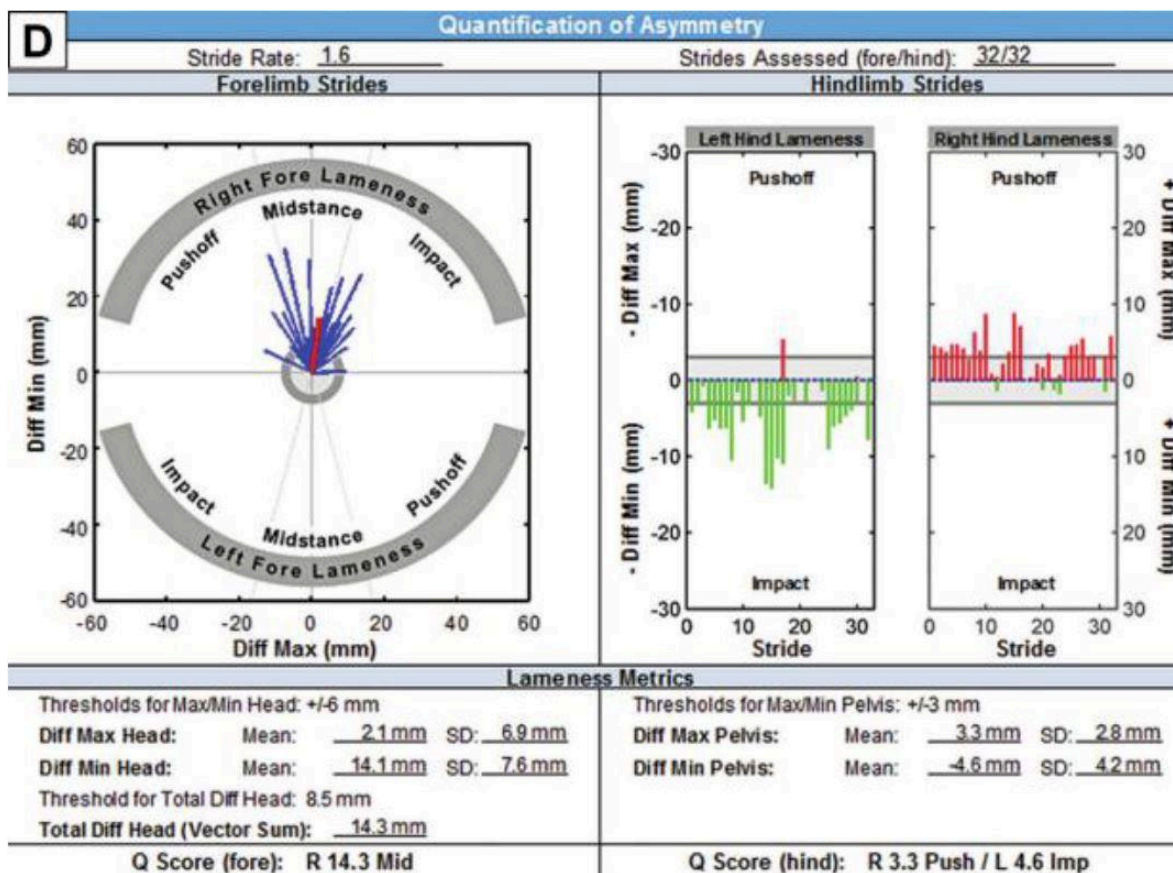 D
Quantification of Asymmetry
Stride Rate: 1.6 Strides Assessed (fore/hind): 32/32
Forelimb Strides
60
40
20
0
-20
-40
-60
Diff Min (mm)
Right Fore Lameness
Midstance
Pushoff
Impact
Impact
Pushoff
Midstance
Left Fore Lameness
-60 -40 -20 0 20 40 60
Diff Max (mm)
Hindlimb Strides
Left Hind Lameness
Right Hind Lameness
-30
-20
-10
0
-10
-20
-30
- Diff Max (mm)
- Diff Min (mm)
Pushoff
Impact
0 10 20 30
Stride
Pushoff
Impact
0 10 20 30
Stride
30
20
10
0
10
20
30
+ Diff Max (mm)
+ Diff Min (mm)
Lameness Metrics
Thresholds for Max/Min Head: +/-6 mm
Diff Max Head: Mean: 2.1 mm SD: 6.9 mm
Diff Min Head: Mean: 14.1 mm SD: 7.6 mm
Threshold for Total Diff Head: 8.5 mm
Total Diff Head (Vector Sum): 14.3 mm
Q Score (fore): R 14.3 Mid
Thresholds for Max/Min Pelvis: +/-3 mm
Diff Max Pelvis: Mean: 3.3 mm SD: 2.8 mm
Diff Min Pelvis: Mean: -4.6 mm SD: 4.2 mm
Q Score (hind): R 3.3 Push / L 4.6 Imp